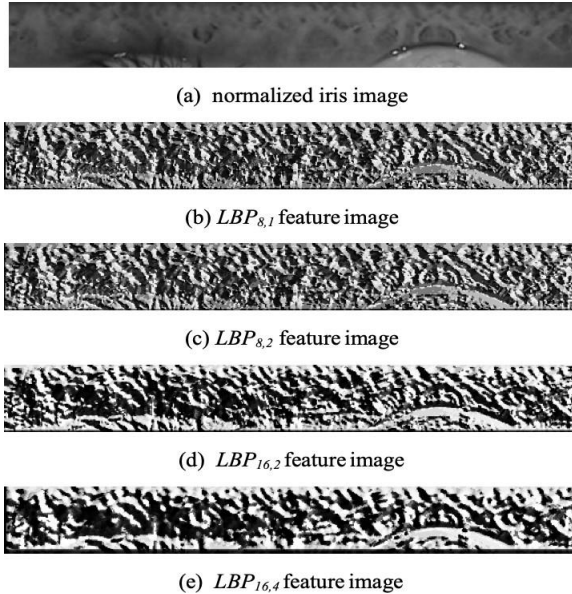 (a) normalized iris image
(b) LBP8,1 feature image
(c) LBP8,2 feature image
(d) LBP16,2 feature image
(e) LBP16,4 feature image